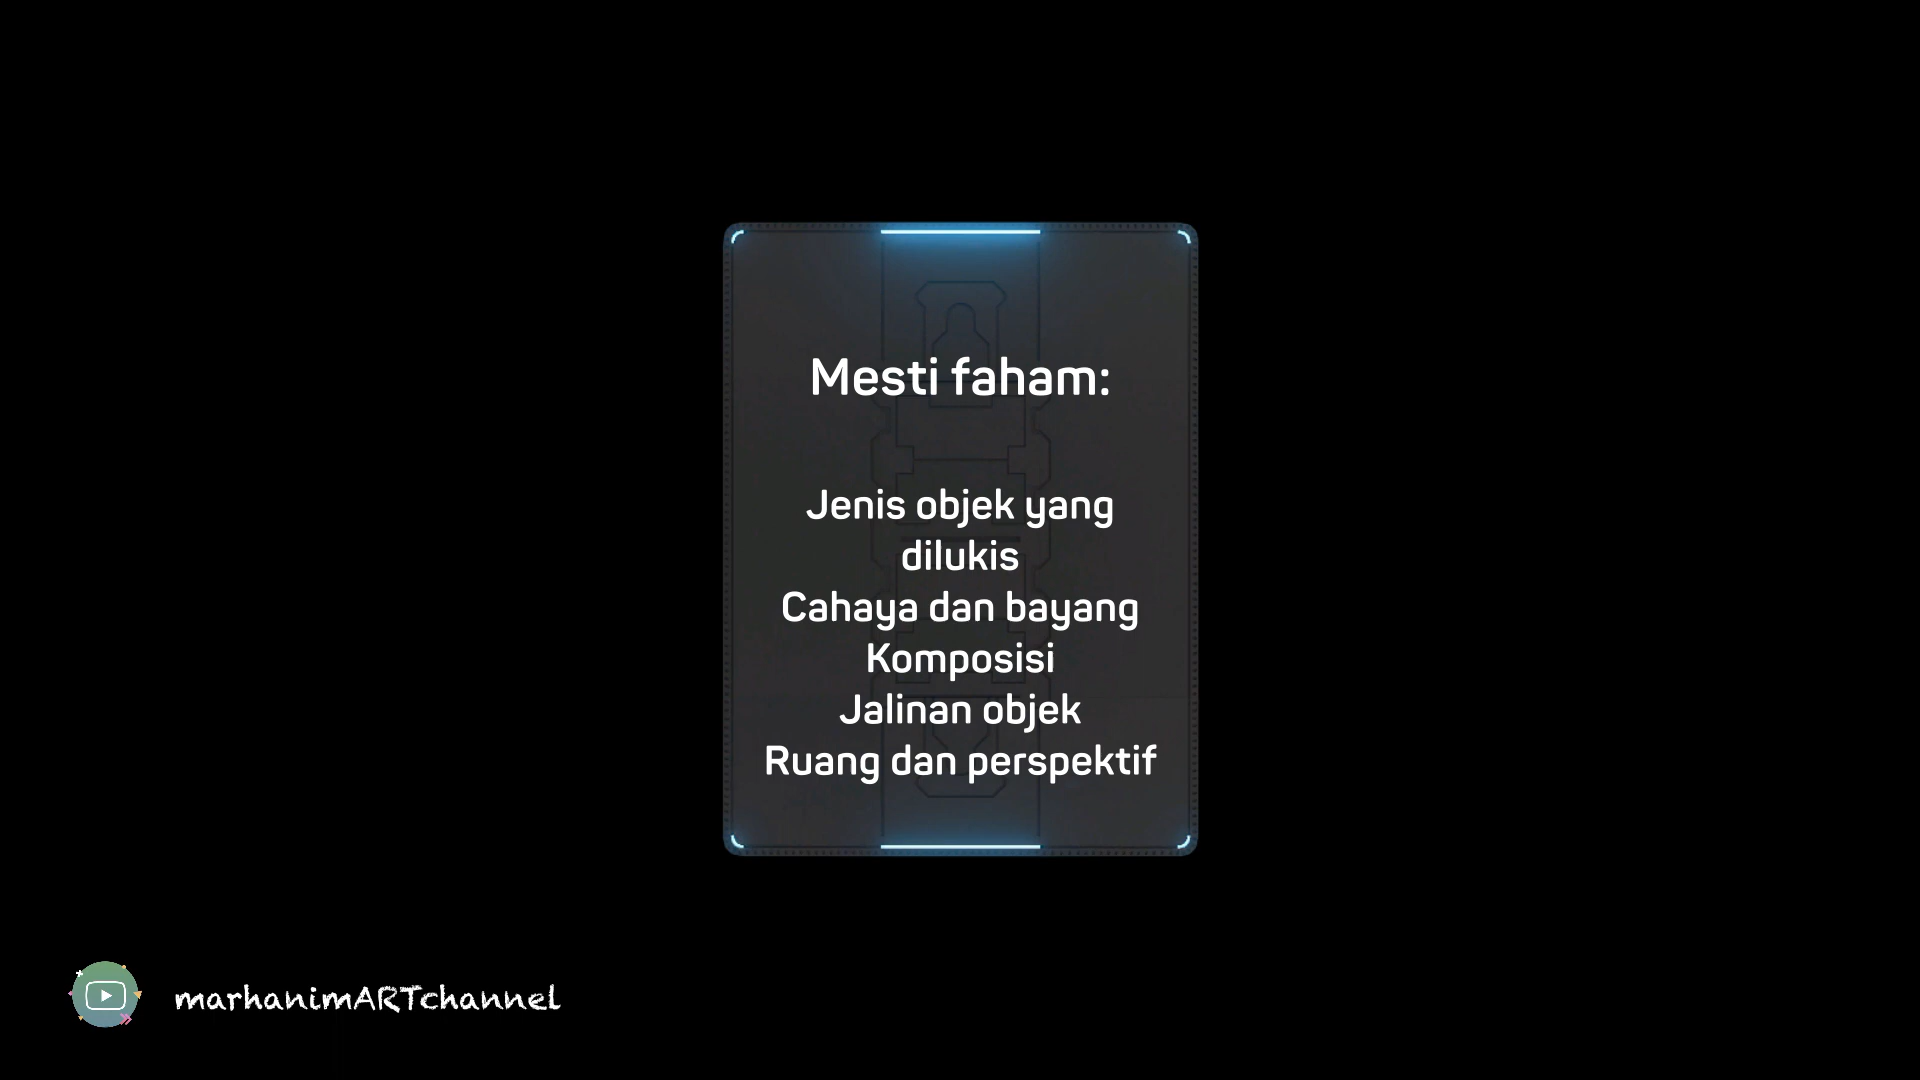 Mesti faham:
Jenis objek yang
dilukis
Cahaya dan bayang
Komposisi
Jalinan objek
Ruang dan perspektif
marhanimARTchannel